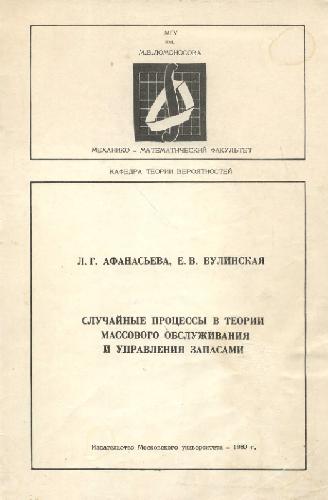 МГУ
им.
М.В.ЛОМОНОСОВА
МЕХАНИКО - МАТЕМАТИЧЕСКИЙ ФАКУЛЬТЕТ
КАФЕДРА ТЕОРИИ ВЕРОЯТНОСТЕЙ
Л. Г. АФАНАСЬЕВА, Е. В. БУЛИНСКАЯ
СЛУЧАЙНЫЕ ПРОЦЕССЫ В ТЕОРИИ
МАССОВОГО ОБСЛУЖИВАНИЯ
И УПРАВЛЕНИЯ ЗАПАСАМИ
Издательство Московского университета - 1980 г.